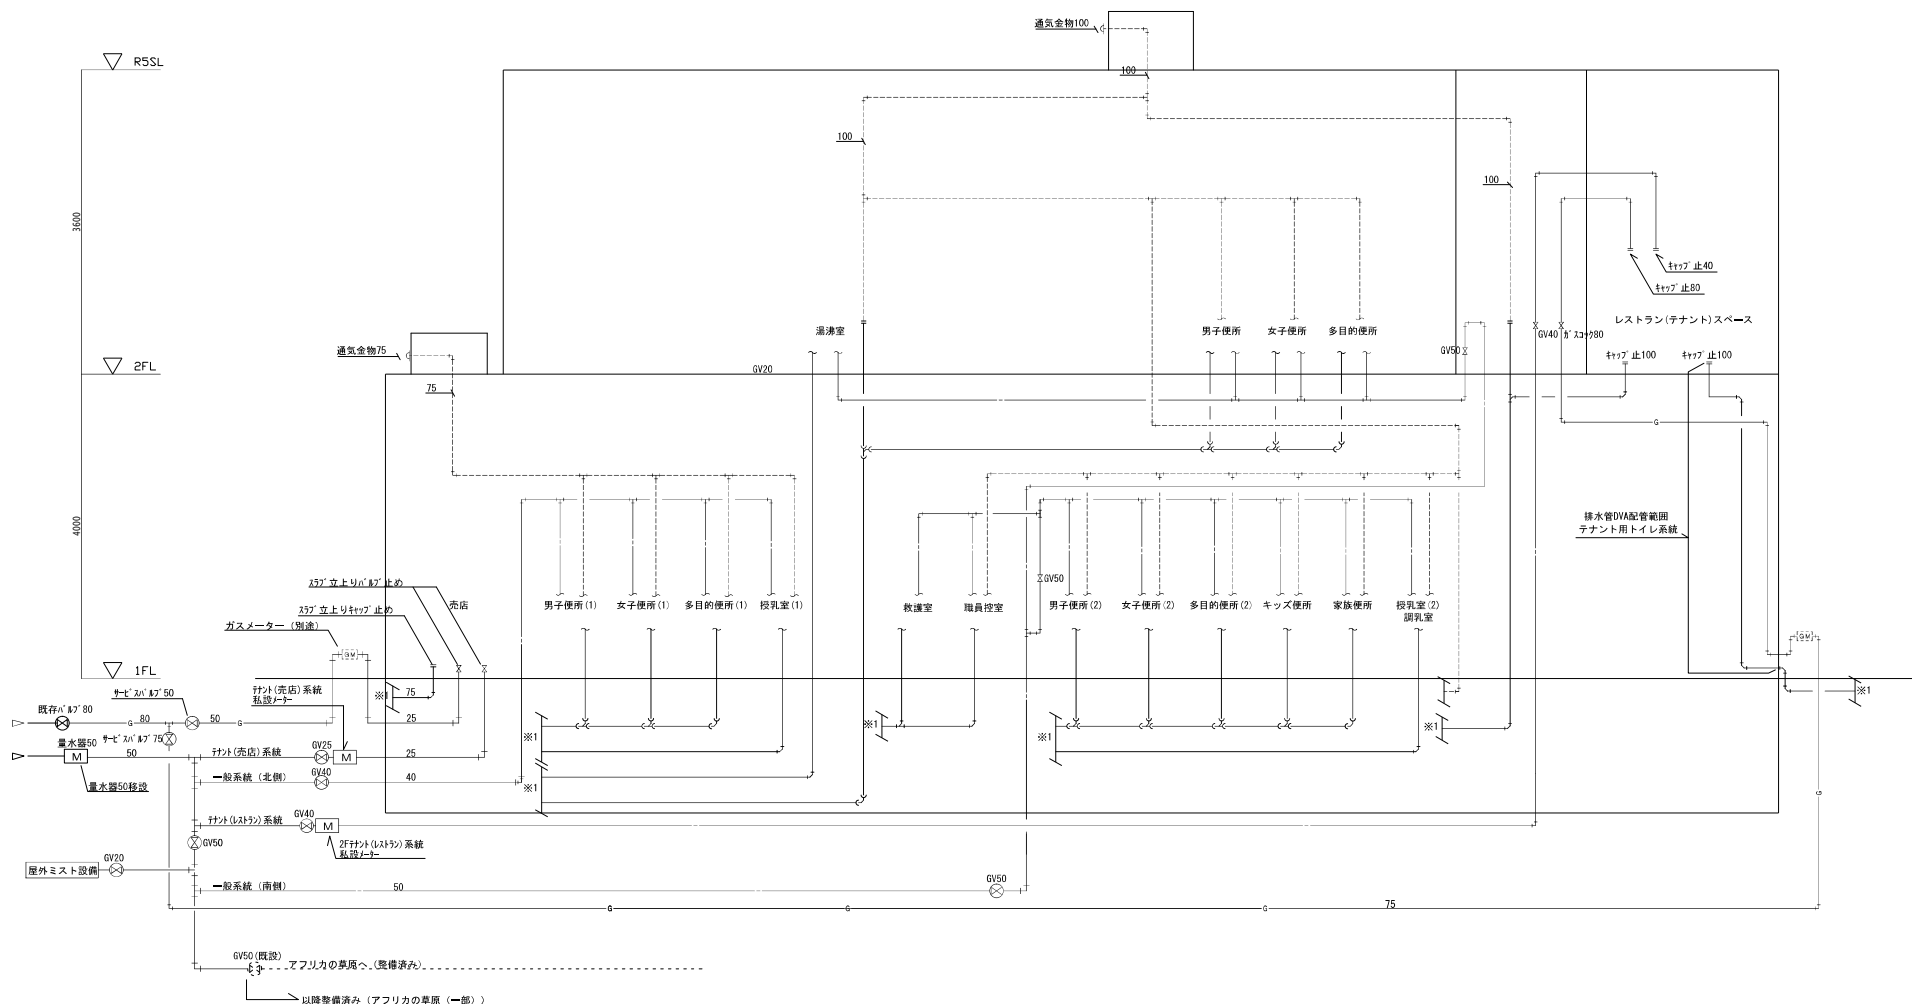 通気金物100
R5SL
100
100
100
3600
ｷｬｯﾌﾟ止40
ｷｬｯﾌﾟ止80
湯沸室
男子便所
女子便所
多目的便所
レストラン(テナント)スペース
GV40
ｶﾞｽｺｯｸ80
通気金物75
GV50
ｷｬｯﾌﾟ止100
ｷｬｯﾌﾟ止100
2FL
GV20
75
G
4000
排水管DVA配管範囲
テナント用トイレ系統
ｽﾗﾌﾞ立上りﾊﾞﾙﾌﾞ止め
GV50
売店
ｽﾗﾌﾞ立上りｷｬｯﾌﾟ止め
男子便所(1)
女子便所(1)
多目的便所(1)
授乳室(1)
救護室
職員控室
男子便所(2)
女子便所(2)
多目的便所(2)
キッズ便所
家族便所
授乳室(2)
調乳室
ガスメーター (別途)
GM
GM
1FL
ﾃﾅﾝﾄ(売店)系統
私設ﾒｰﾀｰ
ｻｰﾋﾞｽﾊﾞﾙﾌﾞ50
※1
75
※1
既存ﾊﾞﾙﾌﾞ80
G
80
50
G
25
※1
※1
ｻｰﾋﾞｽﾊﾞﾙﾌﾞ75
※1
※1
量水器50
M
50
ﾃﾅﾝﾄ(売店)系統
GV25
M
25
一般系統 (北側)
GV40
40
※1
量水器50移設
G
ﾃﾅﾝﾄ(ﾚｽﾄﾗﾝ)系統
GV40
M
GV50
2Fﾃﾅﾝﾄ(ﾚｽﾄﾗﾝ)系統
私設ﾒｰﾀｰ
屋外ミスト設備
GV20
一般系統 (南側)
50
GV50
G
G
G
75
GV50(既設)
アフリカの草原へ (整備済み)
以降整備済み (アフリカの草原 (一部))